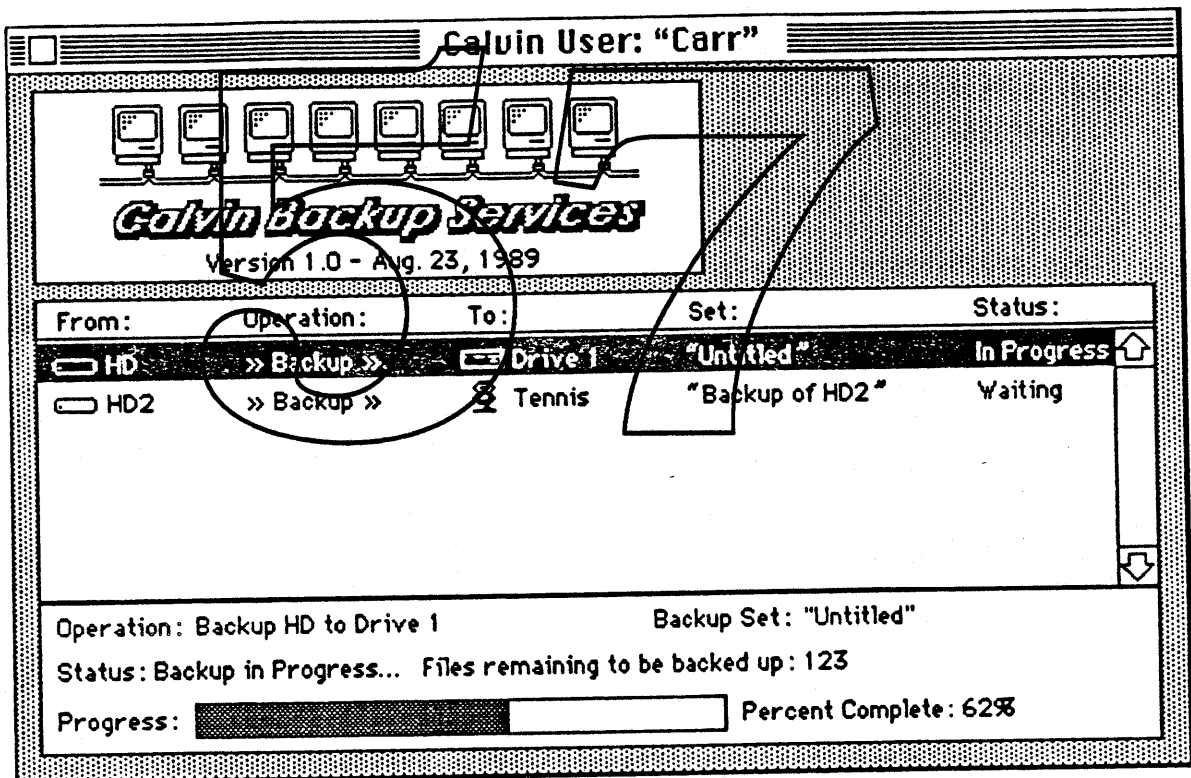 Calvin User: “Carr”
Calvin Backup Services
Version 1.0 - Aug. 23, 1989
From: Operation: To: Set: Status:
HD » Backup » Drive 1 “Untitled” In Progress
HD2 » Backup » Tennis “Backup of HD2” Waiting
Operation: Backup HD to Drive 1 Backup Set: "Untitled"
Status: Backup in Progress... Files remaining to be backed up: 123
Progress: Percent Complete: 62%
57